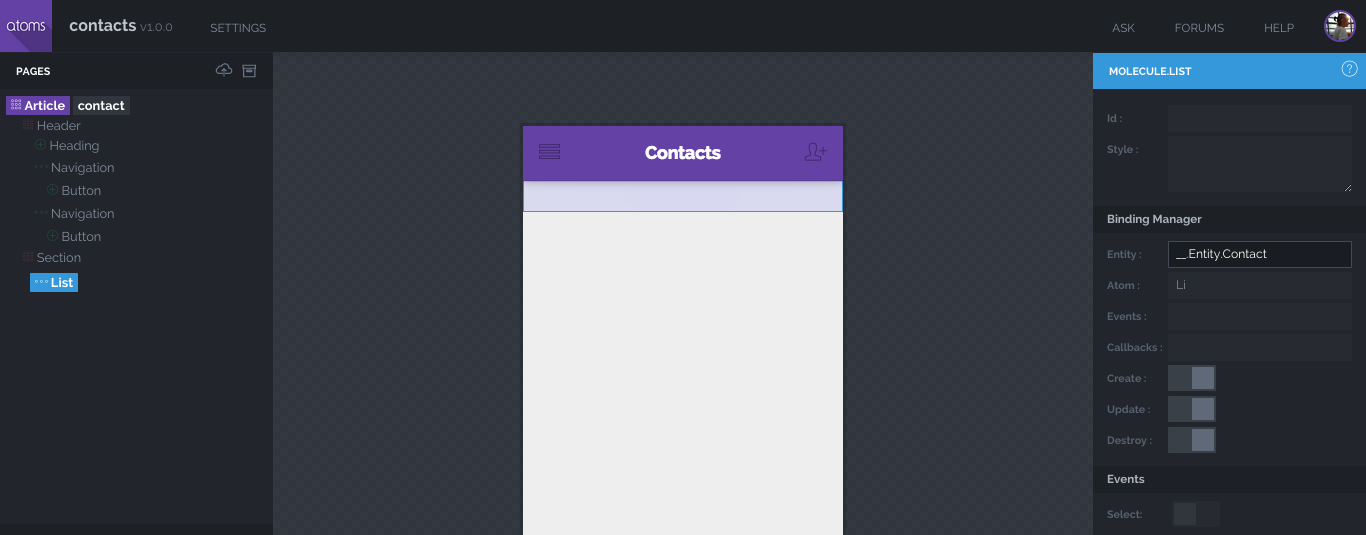 atoms
contacts v1.0.0
SETTINGS
ASK
FORUMS
HELP
PAGES
Article contact
Header
Heading
Navigation
Button
Navigation
Button
Section
List
Contacts
MOLECULE.LIST
?
Id :
Style :
Binding Manager
Entity : __.Entity.Contact
Atom : Li
Events :
Callbacks :
Create :
Update :
Destroy :
Events
Select: